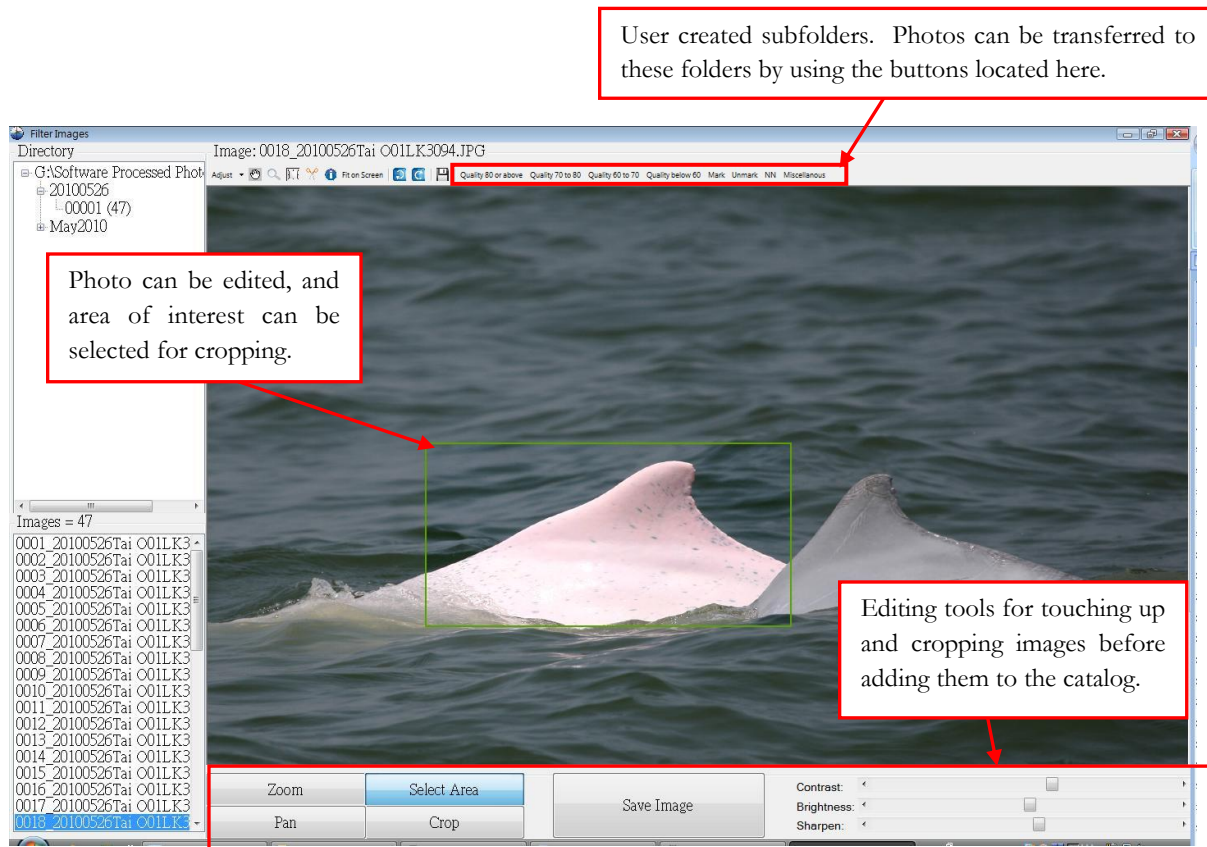 User created subfolders. Photos can be transferred to
these folders by using the buttons located here.
Filter Images
Directory
Image: 0018_20100526Tai O01LK3094.JPG
G:\Software Processed Phot
20100526
00001 (47)
May2010
Adjust
Fit on Screen
Quality 80 or above Quality 70 to 80 Quality 60 to 70 Quality below 60 Mark Unmark NN Miscellanous
Photo can be edited, and
area of interest can be
selected for cropping.
Images = 47
0001_20100526Tai O01LK3
0002_20100526Tai O01LK3
0003_20100526Tai O01LK3
0004_20100526Tai O01LK3
0005_20100526Tai O01LK3
0006_20100526Tai O01LK3
0007_20100526Tai O01LK3
0008_20100526Tai O01LK3
0009_20100526Tai O01LK3
0010_20100526Tai O01LK3
0011_20100526Tai O01LK3
0012_20100526Tai O01LK3
0013_20100526Tai O01LK3
0014_20100526Tai O01LK3
0015_20100526Tai O01LK3
0016_20100526Tai O01LK3
0017_20100526Tai O01LK3
0018_20100526Tai O01LK3
Editing tools for touching up
and cropping images before
adding them to the catalog.
Zoom
Select Area
Pan
Crop
Save Image
Contrast:
Brightness:
Sharpen: